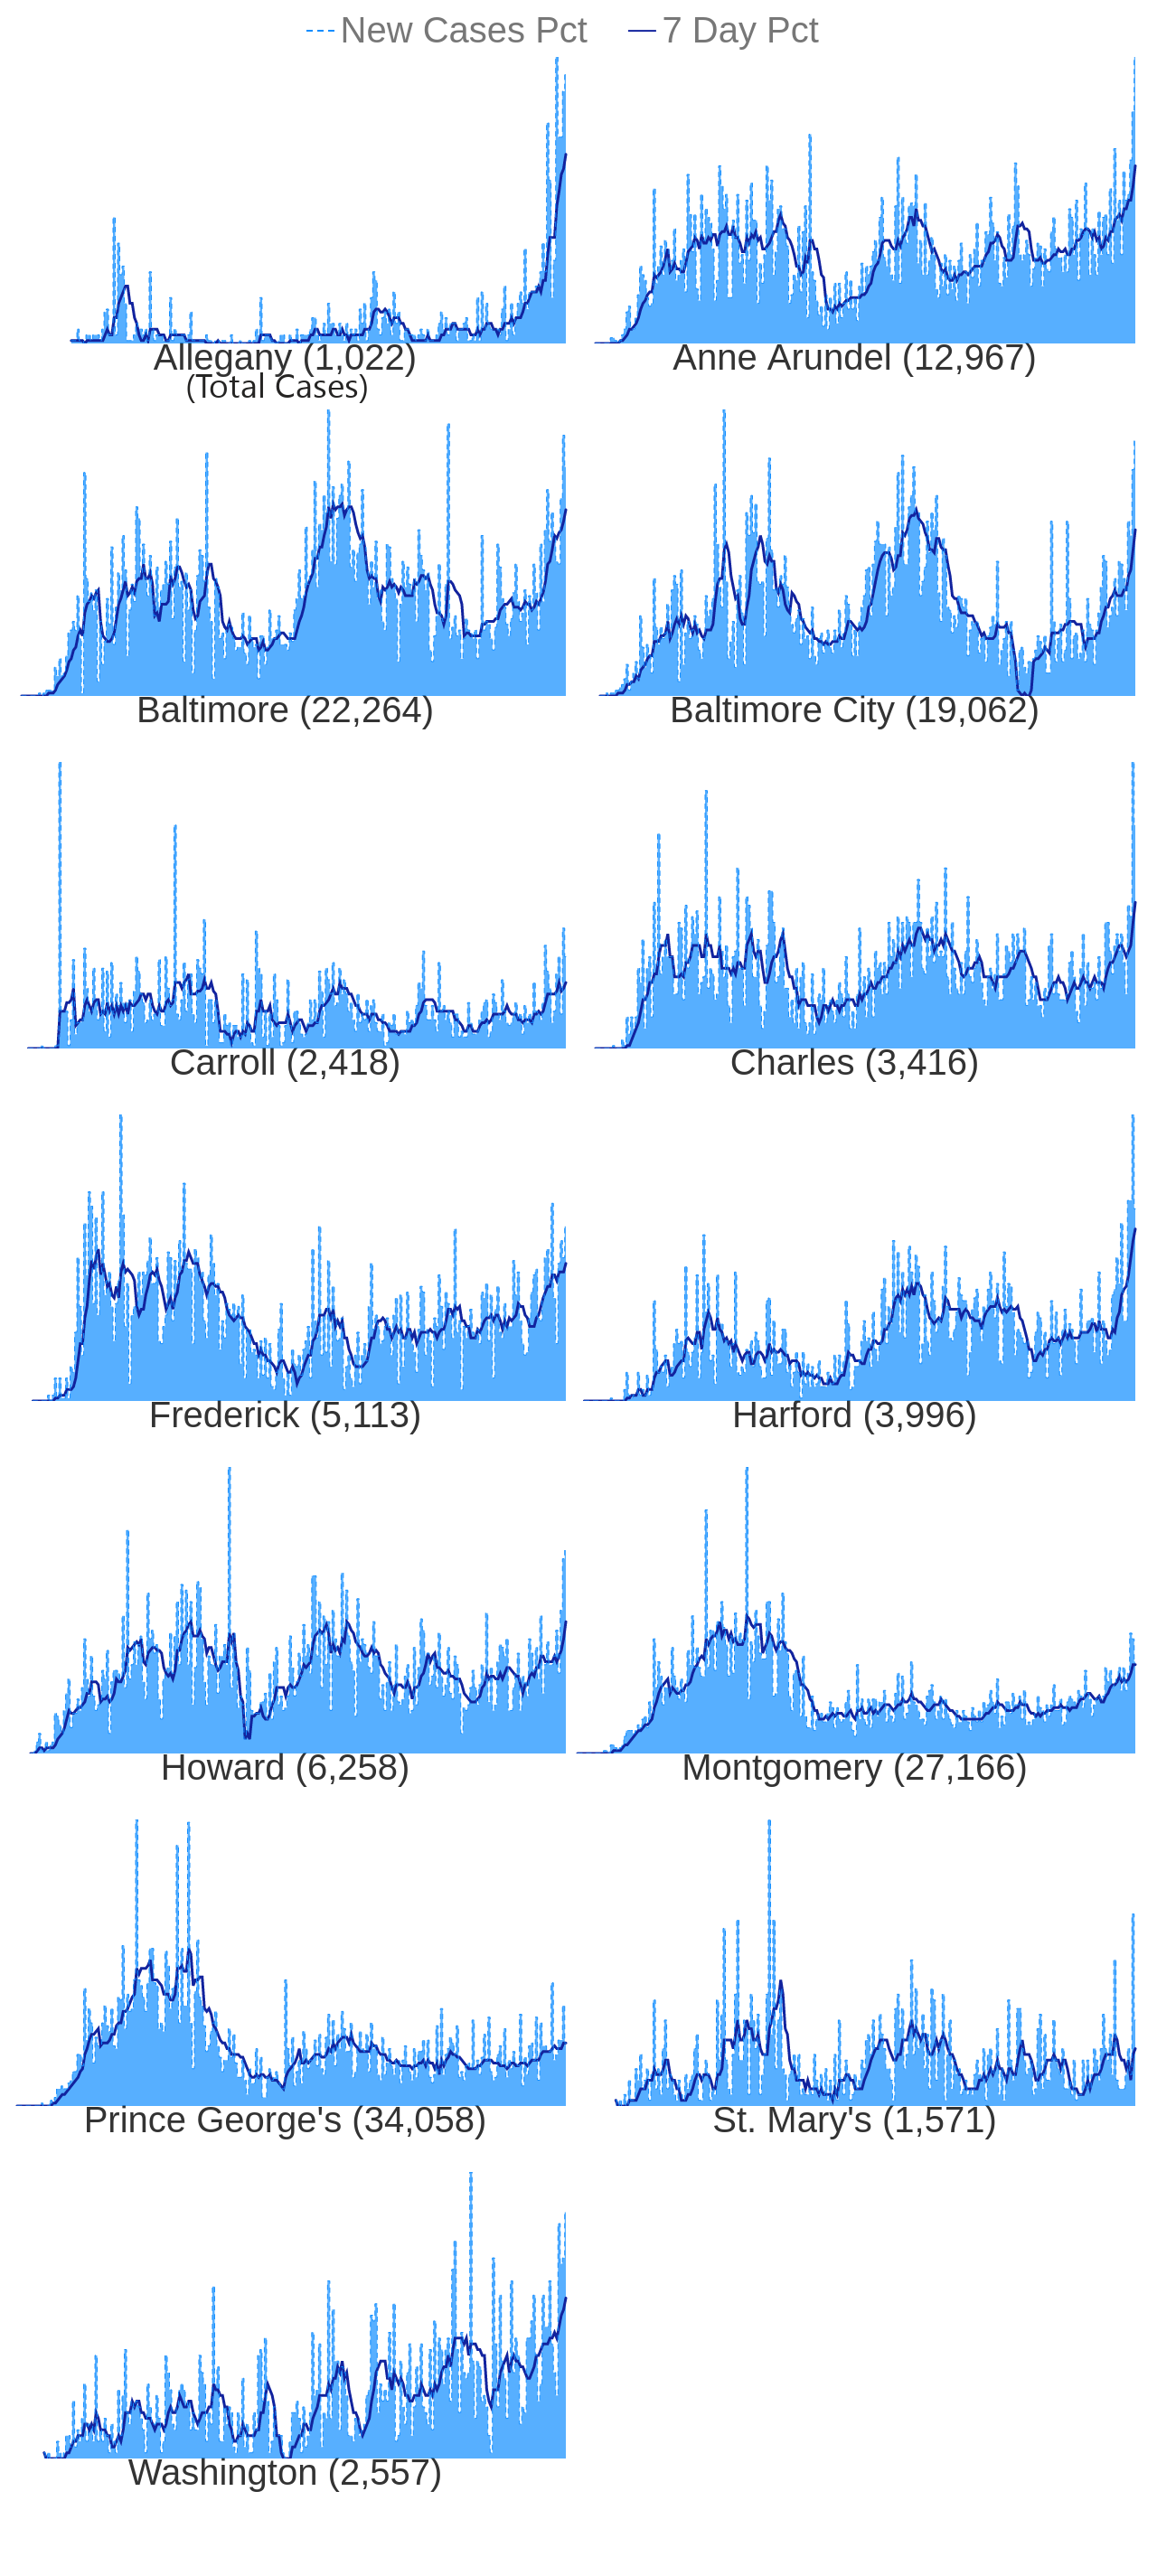 New Cases Pct 7 Day Pct
Allegany (1,022) Anne Arundel (12,967)
(Total Cases)
Baltimore (22,264) Baltimore City (19,062)
Carroll (2,418) Charles (3,416)
Frederick (5,113) Harford (3,996)
Howard (6,258) Montgomery (27,166)
Prince George's (34,058) St. Mary's (1,571)
Washington (2,557)